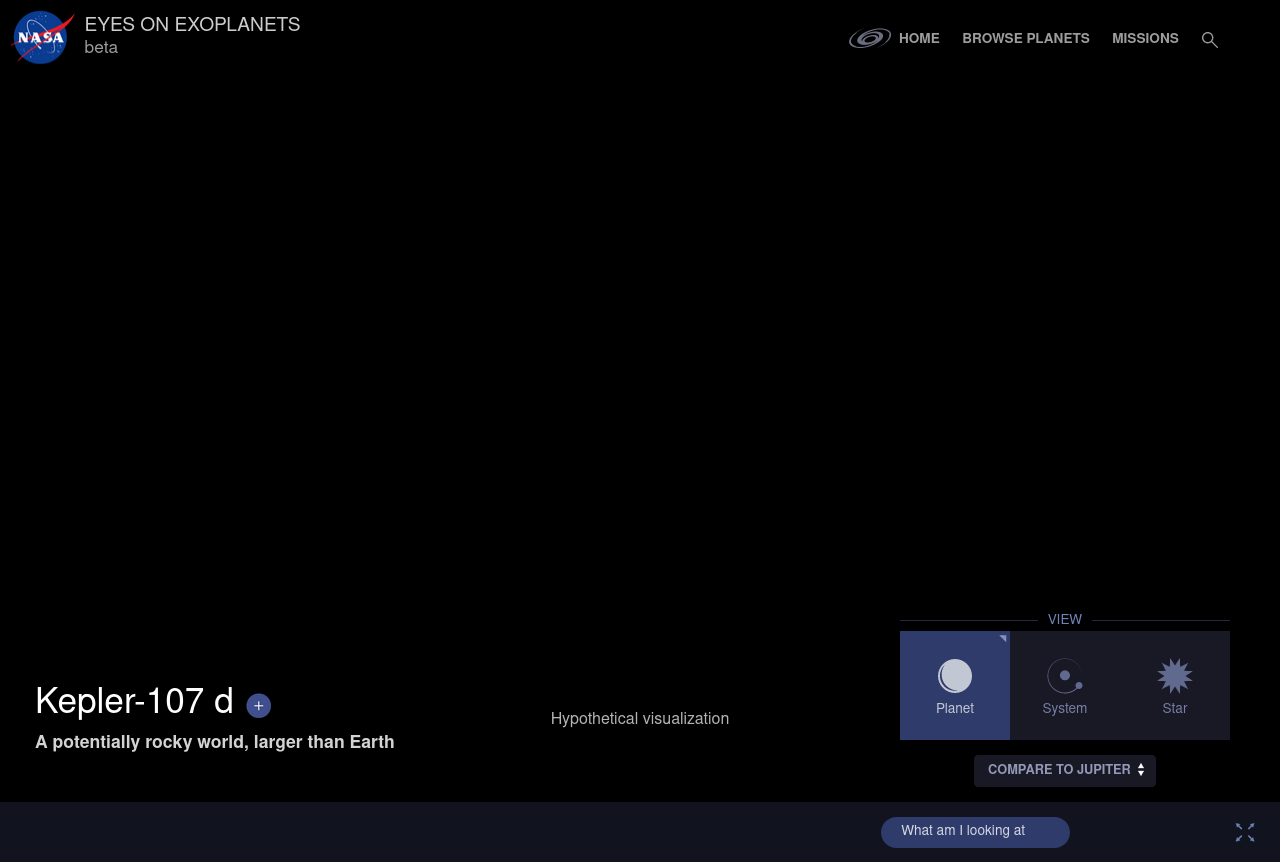 NASA
EYES ON EXOPLANETS
beta
HOME
BROWSE PLANETS
MISSIONS
VIEW
Planet
System
Star
Kepler-107 d
+
A potentially rocky world, larger than Earth
Hypothetical visualization
COMPARE TO JUPITER
What am I looking at